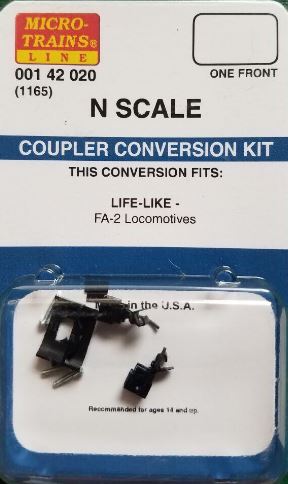 MICRO-
TRAINS®
LINE
001 42 020
(1165)
ONE FRONT
N SCALE
COUPLER CONVERSION KIT
THIS CONVERSION FITS:
LIFE-LIKE -
FA-2 Locomotives
in the U.S.A.
Recommended for ages 14 and up.